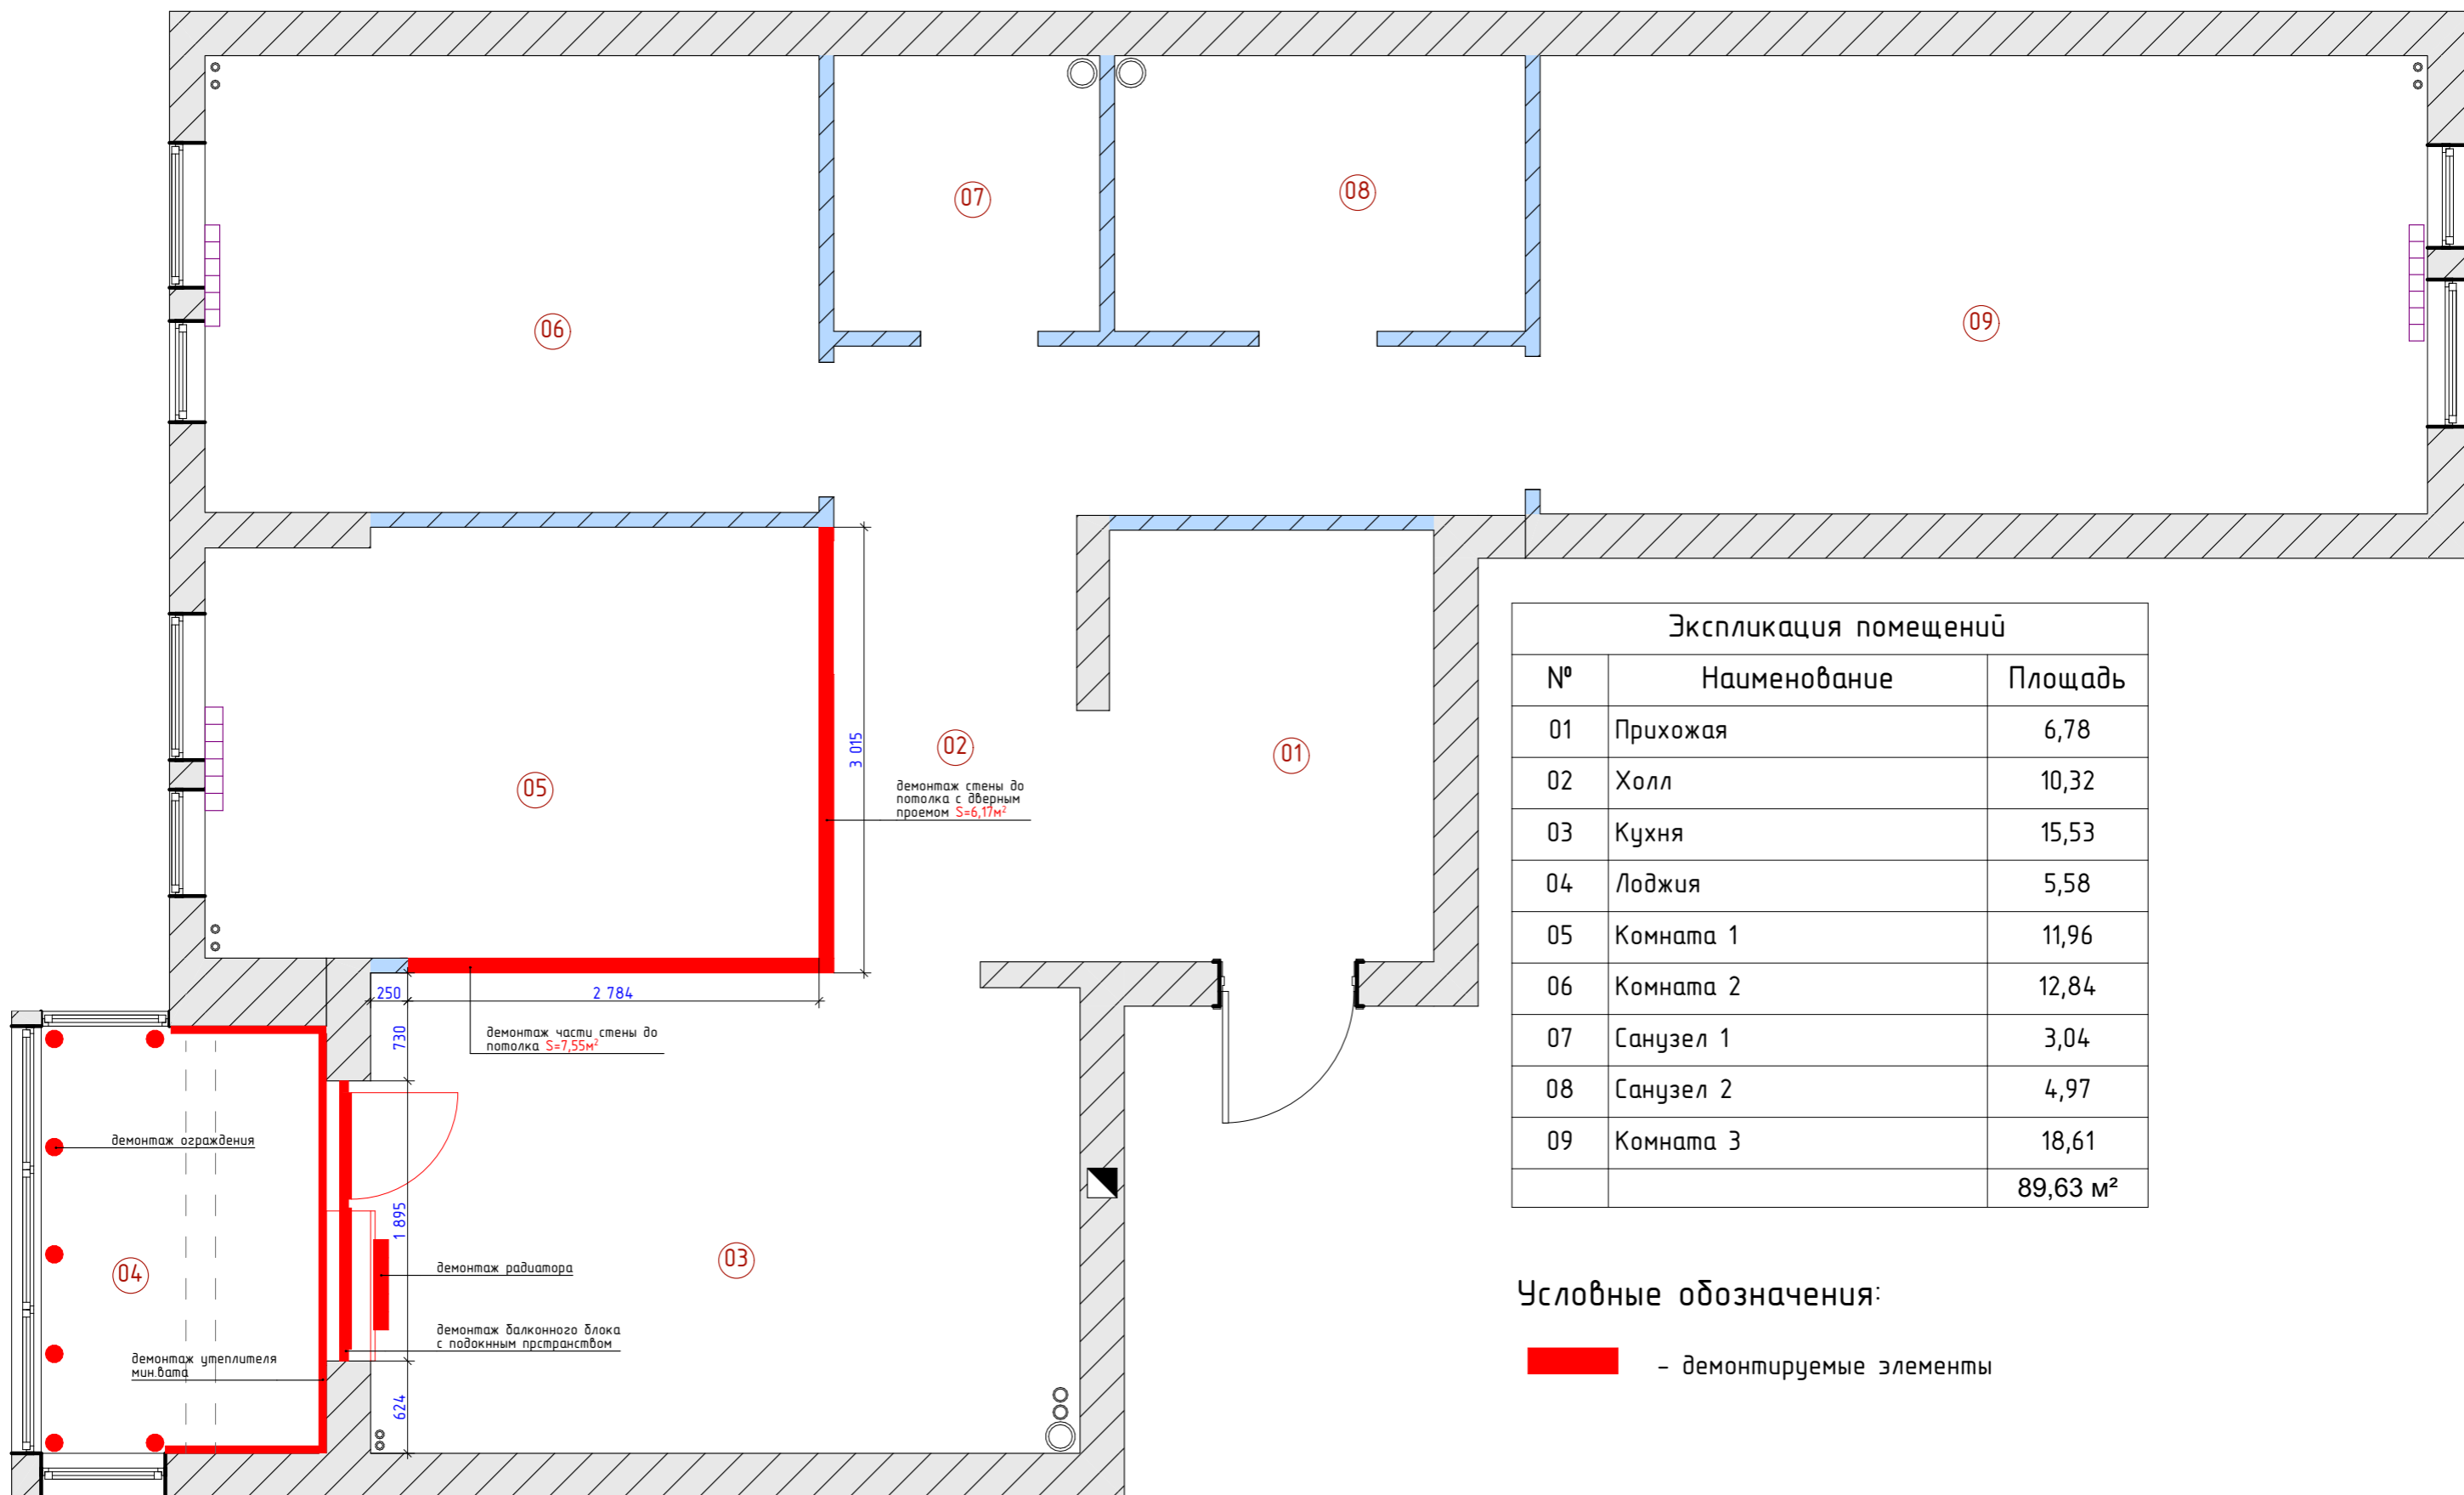 07
08
06
09
3 015
02
01
05
демонтаж стены до
потолка с дверным
проемом S=6,17м²
250
2 784
730
демонтаж части стены до
потолка S=7,55м²
демонтаж ограждения
1 895
04
03
демонтаж радиатора
демонтаж балконного блока
с подокнным прстранством
демонтаж утеплителя
мин.вата
624
Экспликация помещений
№ Наименование Площадь
01 Прихожая 6,78
02 Холл 10,32
03 Кухня 15,53
04 Лоджия 5,58
05 Комната 1 11,96
06 Комната 2 12,84
07 Санузел 1 3,04
08 Санузел 2 4,97
09 Комната 3 18,61
89,63 м²
Условные обозначения:
– демонтируемые элементы